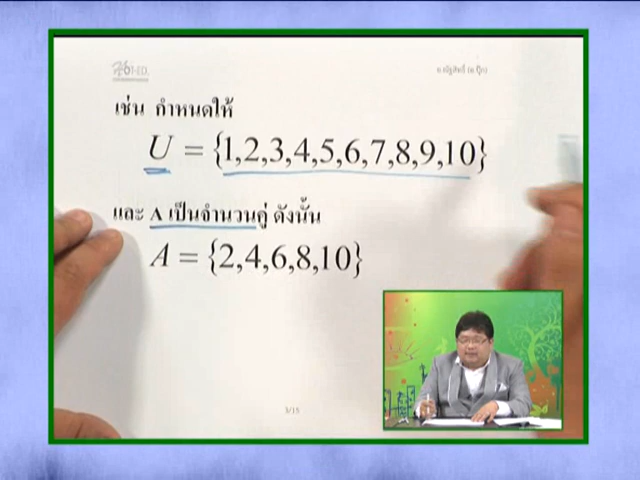 เช่น กำหนดให้
U = {1,2,3,4,5,6,7,8,9,10}
และ A เป็นจำนวนคู่ ดังนั้น
A = {2,4,6,8,10}
3/15